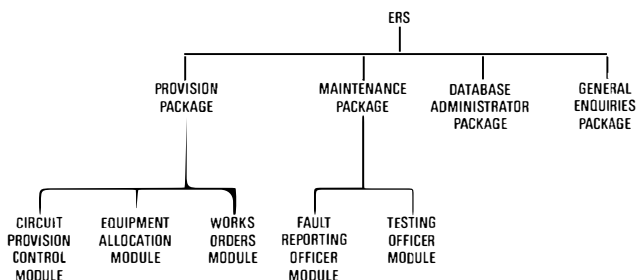 ERS
PROVISION
PACKAGE
MAINTENANCE
PACKAGE
DATABASE
ADMINISTRATOR
PACKAGE
GENERAL
ENQUIRIES
PACKAGE
CIRCUIT
PROVISION
CONTROL
MODULE
EQUIPMENT
ALLOCATION
MODULE
WORKS
ORDERS
MODULE
FAULT
REPORTING
OFFICER
MODULE
TESTING
OFFICER
MODULE